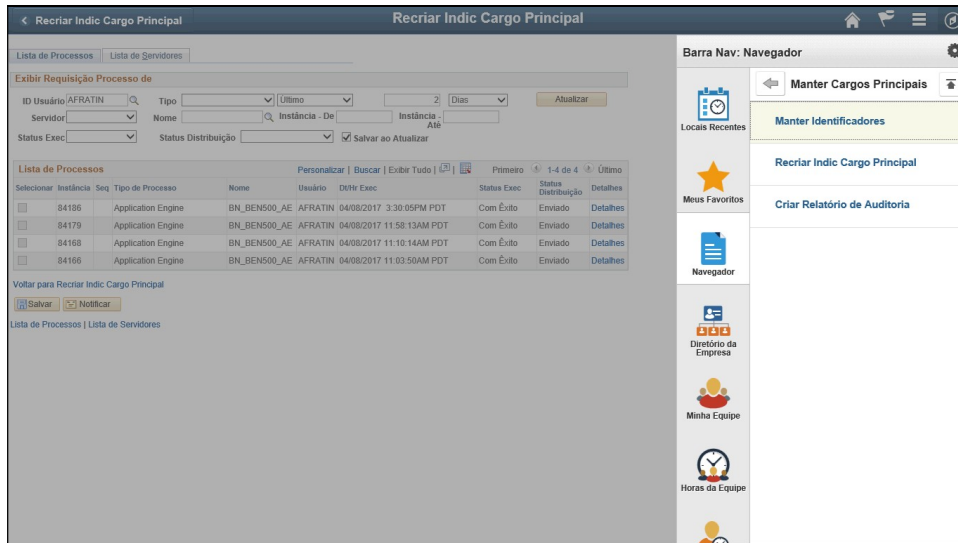 Recriar Indic Cargo Principal
Recriar Indic Cargo Principal
Lista de Processos
Lista de Servidores
Exibir Requisição Processo de
ID Usuário AFRATIN Tipo Último 2 Dias Atualizar
Servidor Nome Instância - De Instância - Até
Status Exec Status Distribuição Salvar ao Atualizar
Lista de Processos Personalizar | Buscar | Exibir Tudo | Primeiro 1-4 de 4 Último
Selecionar Instância Seq Tipo de Processo Nome Usuário Dt/Hr Exec Status Exec Status Distribuição Detalhes
84186 Application Engine BN_BEN500_AE AFRATIN 04/08/2017 3:30:05PM PDT Com Êxito Enviado Detalhes
84179 Application Engine BN_BEN500_AE AFRATIN 04/08/2017 11:58:13AM PDT Com Êxito Enviado Detalhes
84168 Application Engine BN_BEN500_AE AFRATIN 04/08/2017 11:10:14AM PDT Com Êxito Enviado Detalhes
84166 Application Engine BN_BEN500_AE AFRATIN 04/08/2017 11:03:50AM PDT Com Êxito Enviado Detalhes
Voltar para Recriar Indic Cargo Principal
Salvar Notificar
Lista de Processos | Lista de Servidores
Barra Nav: Navegador
Locais Recentes
Meus Favoritos
Navegador
Diretório da
Empresa
Minha Equipe
Horas da Equipe
Manter Cargos Principais
Manter Identificadores
Recriar Indic Cargo Principal
Criar Relatório de Auditoria